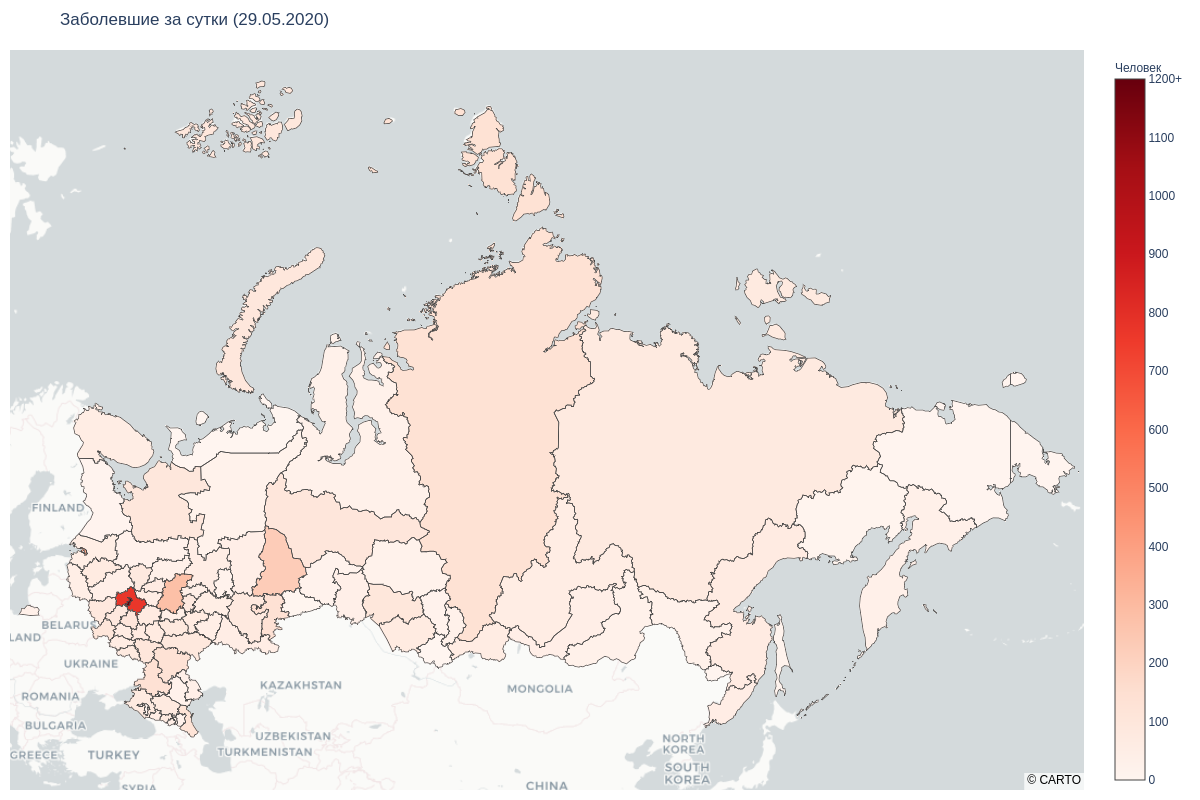 Заболевшие за сутки (29.05.2020)
Человек
1200+
1100
1000
900
800
700
600
500
400
300
200
100
0
FINLAND
BELARUS
LAND
UKRAINE
ROMANIA
BULGARIA
GREECE
TURKEY
SYRIA
KAZAKHSTAN
UZBEKISTAN
TURKMENISTAN
MONGOLIA
CHINA
NORTH
KOREA
SOUTH
KOREA
© CARTO